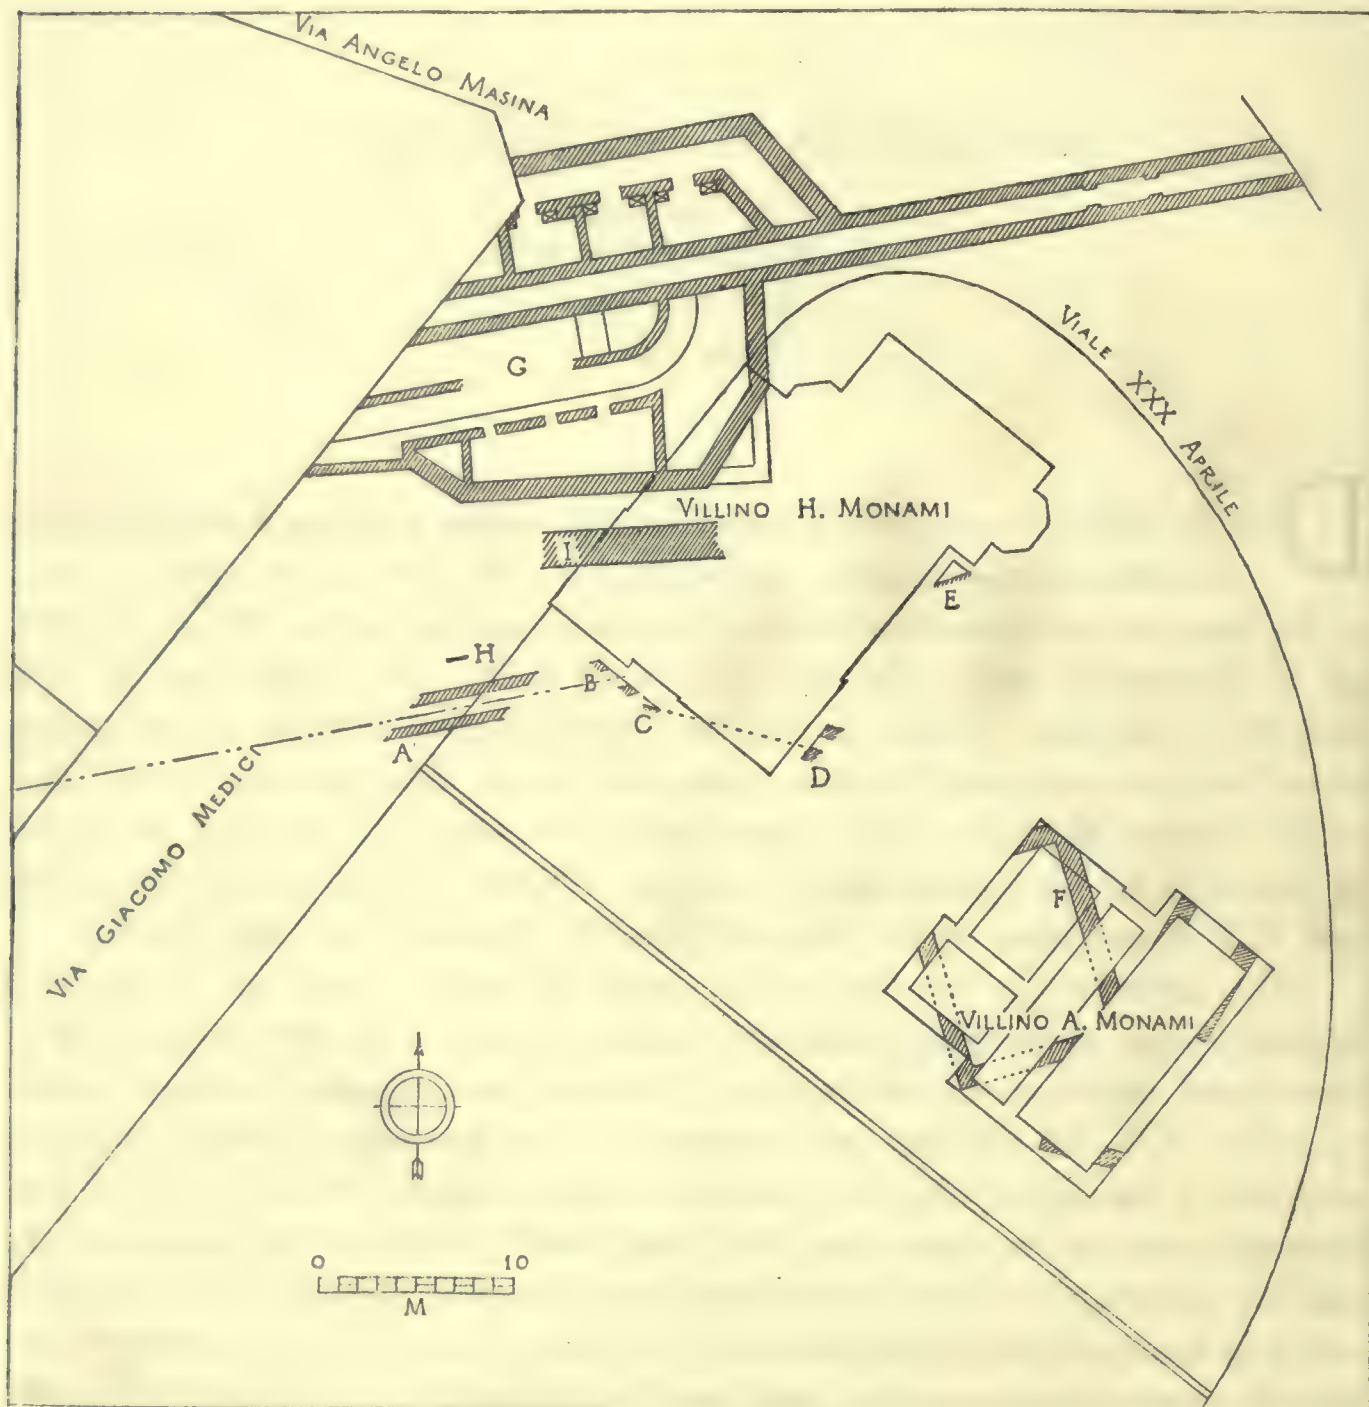 VIA ANGELO MASINA
VIALE XXX APRILE
G
VILLINO H. MONAMI
I
E
H
B
C
A
D
VIA GIACOMO MEDICI
F
VILLINO A. MONAMI
0 10
M